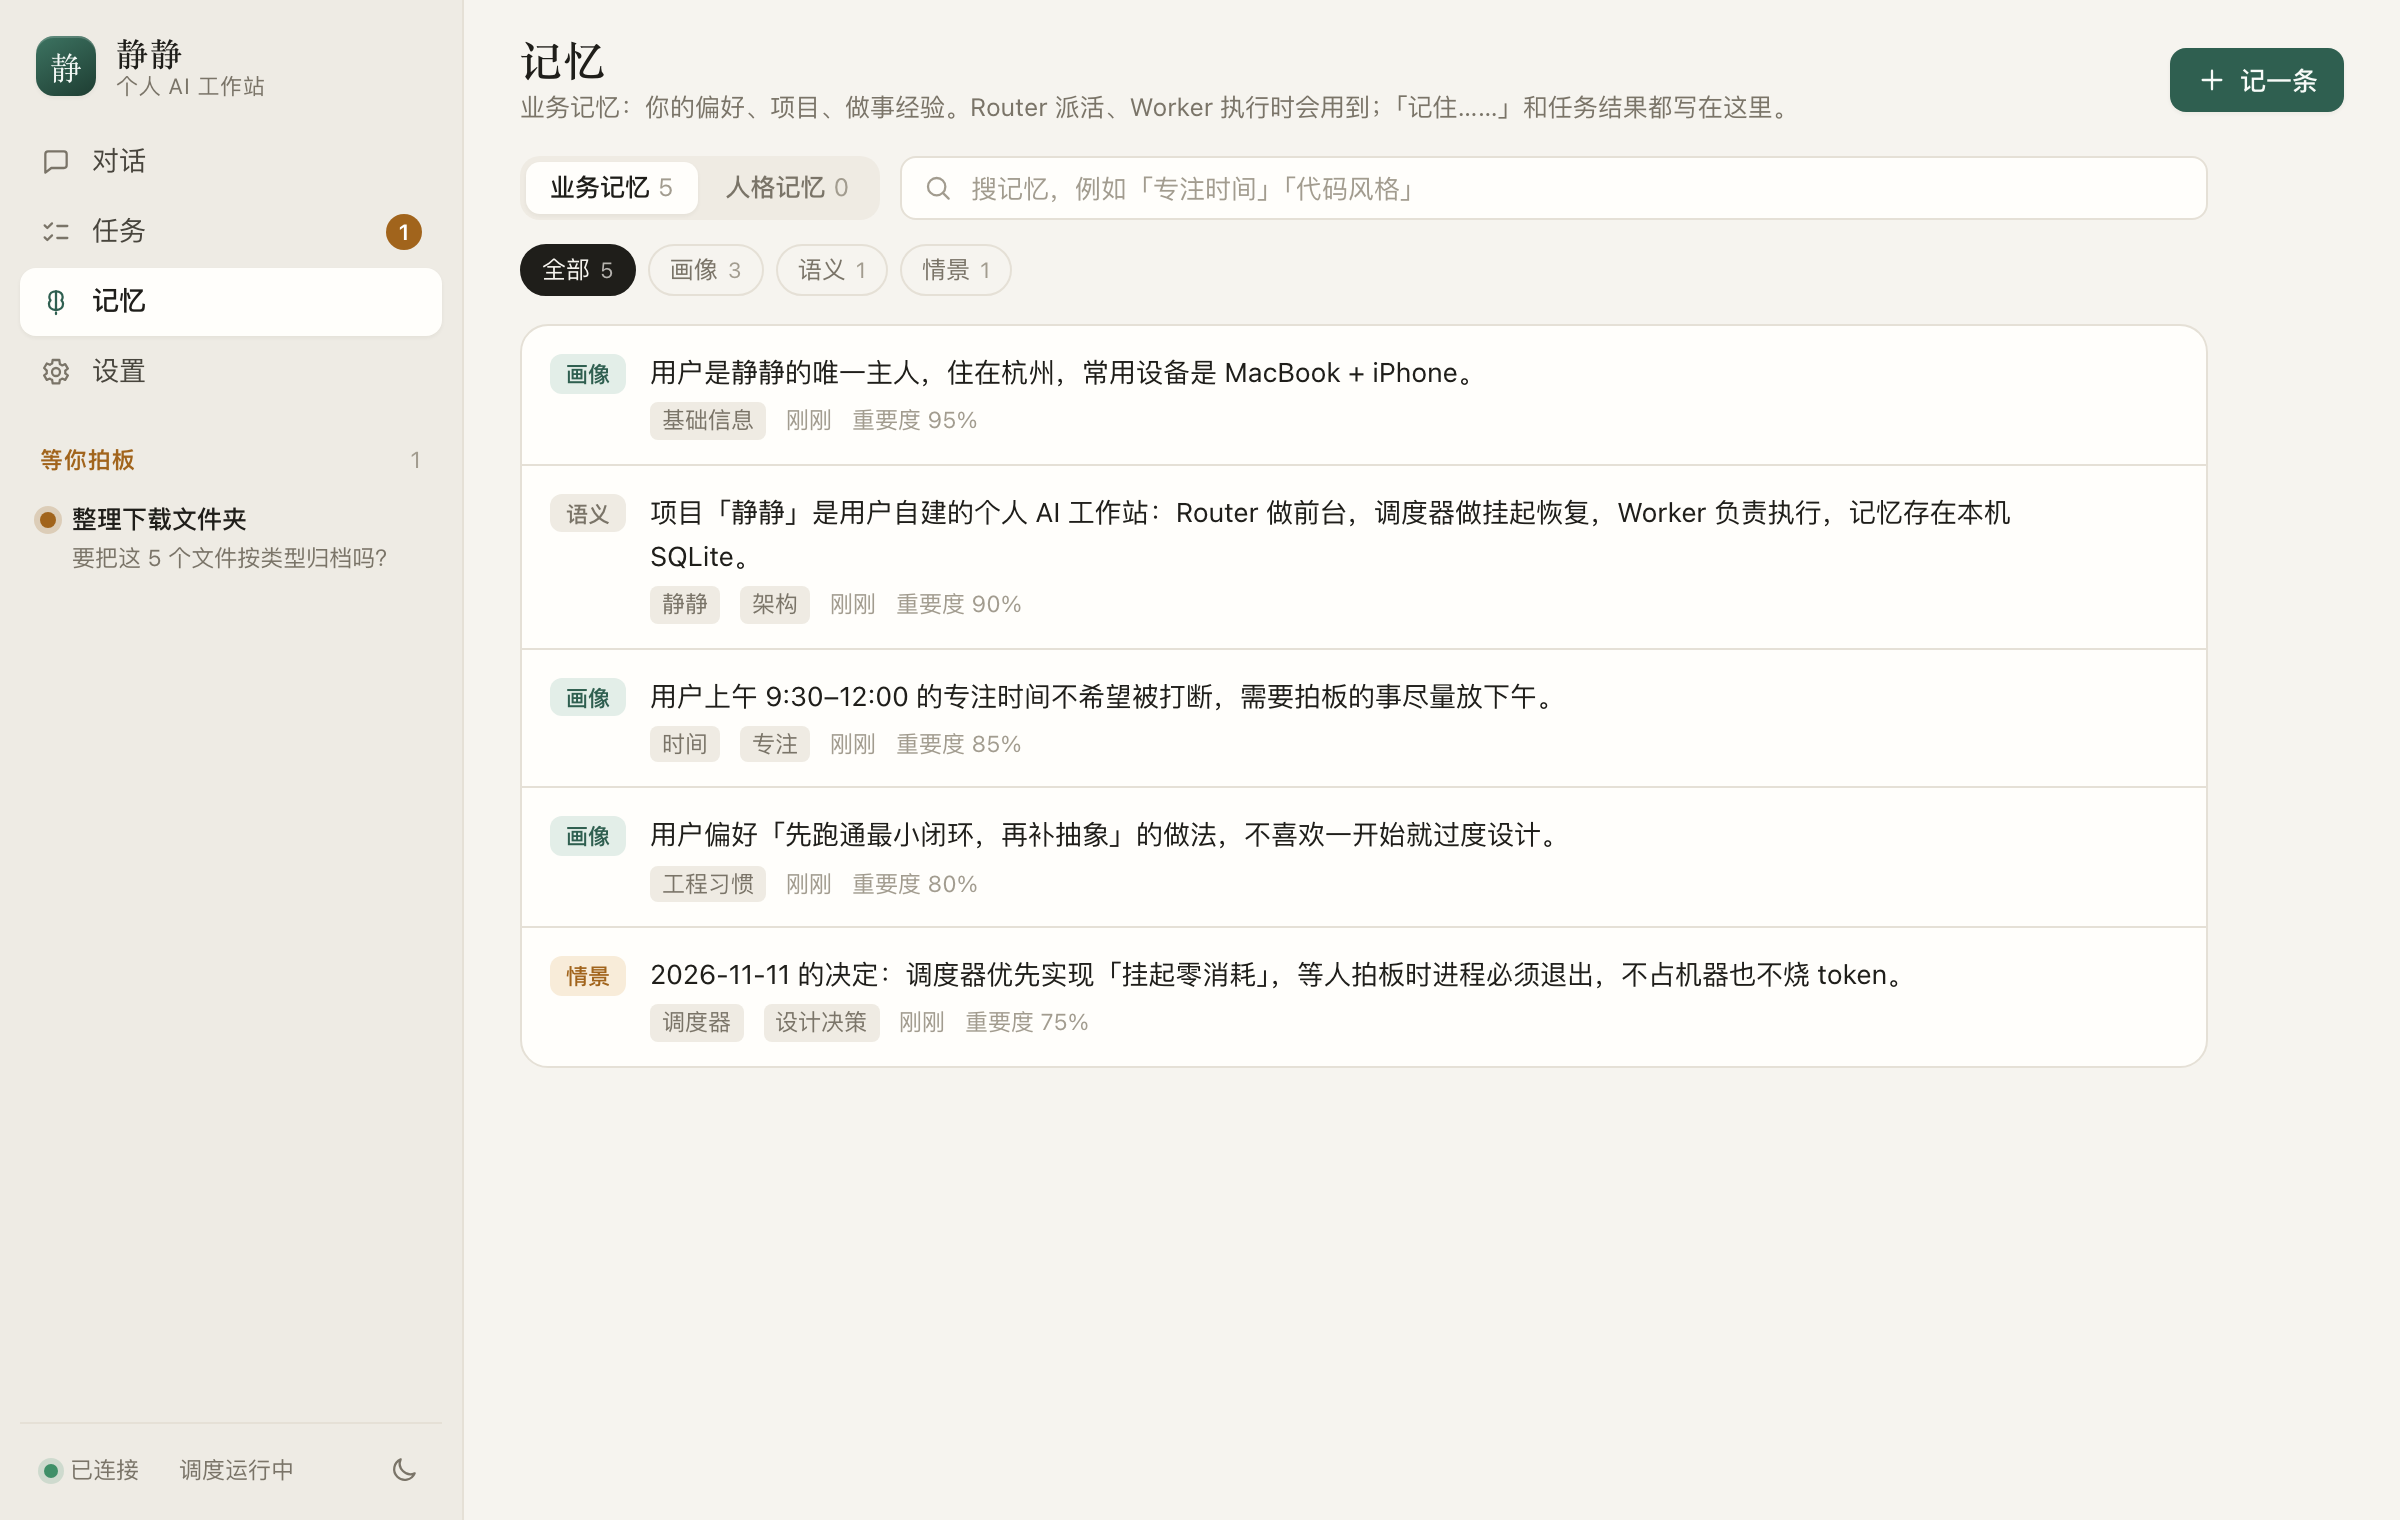 静
静静
个人 AI 工作站
对话
任务
1
记忆
设置
等你拍板
1
整理下载文件夹
要把这 5 个文件按类型归档吗?
已连接
调度运行中
记忆
业务记忆：你的偏好、项目、做事经验。Router 派活、Worker 执行时会用到；「记住……」和任务结果都写在这里。
记一条
业务记忆 5
人格记忆 0
搜记忆，例如「专注时间」「代码风格」
全部 5
画像 3
语义 1
情景 1
画像
用户是静静的唯一主人，住在杭州，常用设备是 MacBook + iPhone。
基础信息 刚刚 重要度 95%
语义
项目「静静」是用户自建的个人 AI 工作站：Router 做前台，调度器做挂起恢复，Worker 负责执行，记忆存在本机
SQLite。
静静 架构 刚刚 重要度 90%
画像
用户上午 9:30–12:00 的专注时间不希望被打断，需要拍板的事尽量放下午。
时间 专注 刚刚 重要度 85%
画像
用户偏好「先跑通最小闭环，再补抽象」的做法，不喜欢一开始就过度设计。
工程习惯 刚刚 重要度 80%
情景
2026-11-11 的决定：调度器优先实现「挂起零消耗」，等人拍板时进程必须退出，不占机器也不烧 token。
调度器 设计决策 刚刚 重要度 75%